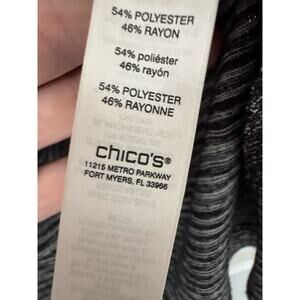 54% POLYESTER
46% RAYON
54% poliéster
46% rayón
54% POLYESTER
46% RAYONNE
chico's®
11215 METRO PARKWAY
FORT MYERS, FL 33966